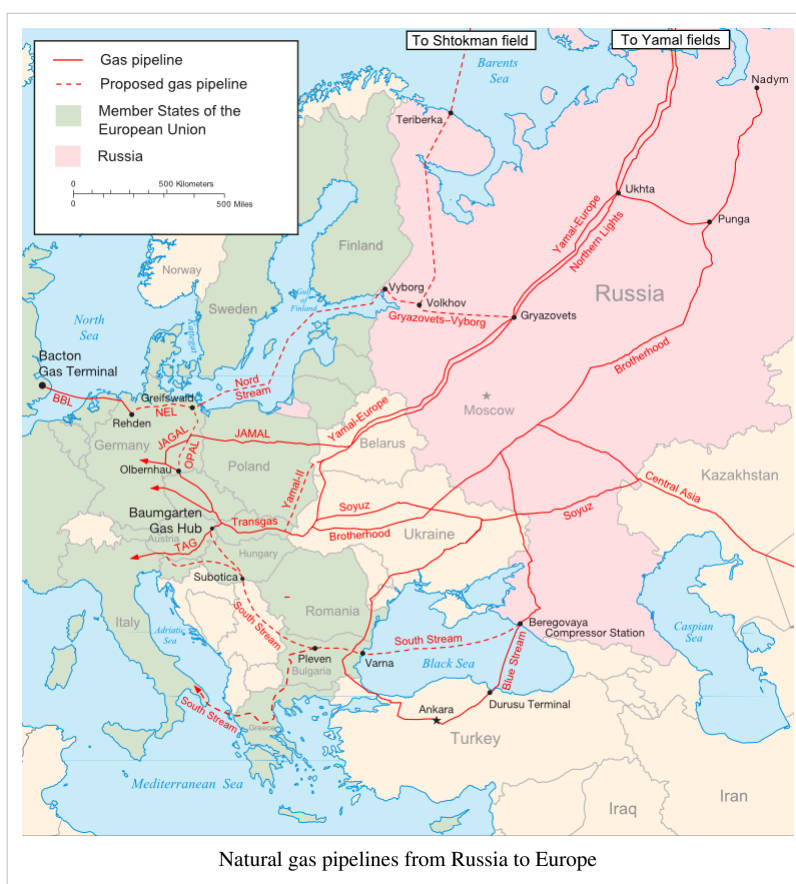 To Shtokman field
To Yamal fields
Gas pipeline
Proposed gas pipeline
Member States of the
European Union
Russia
0
500 Kilometers
0
500 Miles
Barents
Sea
Nadym
Teriberka
Ukhta
Punga
Yamal-Europe
Northern Lights
Finland
Norway
Sweden
Gulf
of
Finland
Vyborg
Volkhov
Gryazovets–Vyborg
Gryazovets
Russia
North
Sea
Kattegat
Bacton
Gas Terminal
BBL
Greifswald
Nord
Stream
NEL
Rehden
Brotherhood
Moscow
Yamal-Europe
Belarus
JAGAL
JAMAL
OPAL
Germany
Poland
Olbernhau
Yamal-II
Kazakhstan
Central Asia
Baumgarten
Gas Hub
Transgas
Soyuz
Soyuz
Brotherhood
Ukraine
Austria
TAG
Hungary
Subotica
Romania
Italy
Adriatic
Sea
South Stream
South Stream
Beregovaya
Compressor Station
Caspian
Sea
Pleven
Bulgaria
Varna
Black Sea
Blue Stream
South Stream
Greece
Ankara
Durusu Terminal
Turkey
Mediterranean Sea
Iraq
Iran
Natural gas pipelines from Russia to Europe